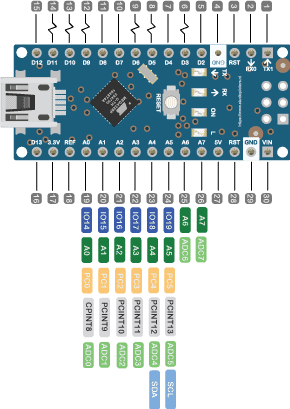 15 14 13 12 11 10 9 8 7 6 5 4 3 2 1
D12 D11 D10 D9 D8 D7 D6 D5 D4 D3 D2 GND RST RX0 TX1
TX
RX
RESET
ON
L
D13 3.3V REF A0 A1 A2 A3 A4 A5 A6 A7 5V RST GND VIN
16 17 18 19 20 21 22 23 24 25 26 27 28 29 30
IO14 IO15 IO16 IO17 IO18 IO19 A6 A7
A0 A1 A2 A3 A4 A5 ADC6 ADC7
PC0 PC1 PC2 PC3 PC4 PC5
CPINT8 PCINT9 PCINT10 PCINT11 PCINT12 PCINT13
ADC0 ADC1 ADC2 ADC3 ADC4 ADC5
SDA SCL